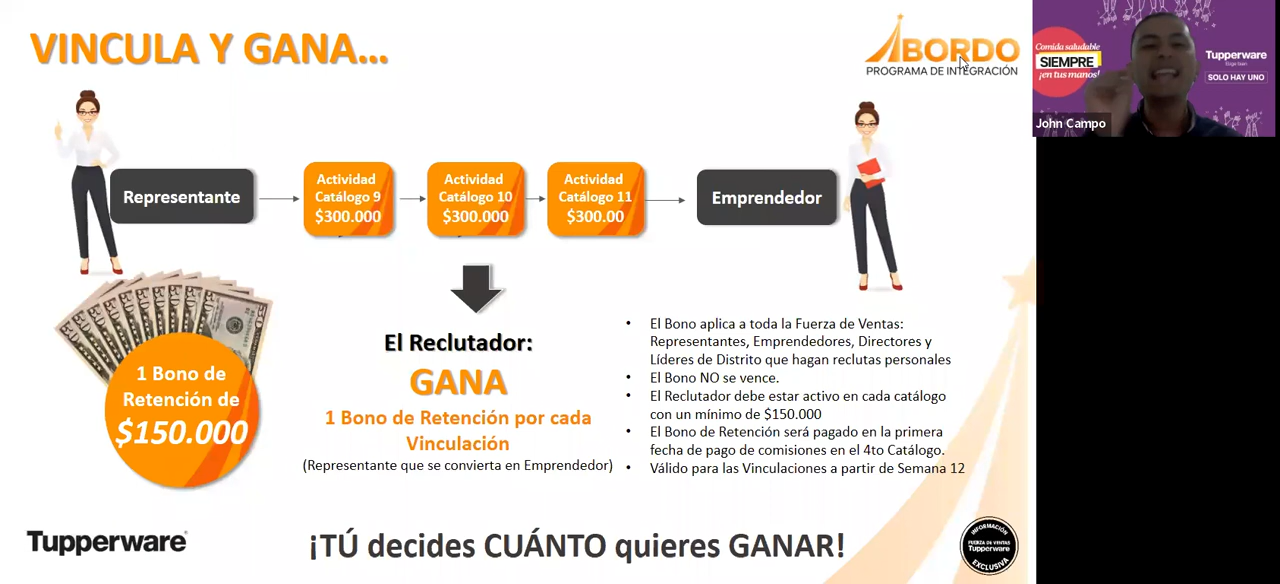 VINCULA Y GANA...
ABORDO
PROGRAMA DE INTEGRACIÓN
Comida saludable
SIEMPRE
¡en tus manos!
Tupperware
SOLO HAY UNO
John Campo
Representante
Actividad
Catálogo 9
$300.000
Actividad
Catálogo 10
$300.000
Actividad
Catálogo 11
$300.00
Emprendedor
1 Bono de
Retención de
$150.000
El Reclutador:
GANA
1 Bono de Retención por cada
Vinculación
(Representante que se convierta en Emprendedor)
• El Bono aplica a toda la Fuerza de Ventas:
Representantes, Emprendedores, Directores y
Líderes de Distrito que hagan reclutas personales
• El Bono NO se vence.
• El Reclutador debe estar activo en cada catálogo
con un mínimo de $150.000
• El Bono de Retención será pagado en la primera
fecha de pago de comisiones en el 4to Catálogo.
• Válido para las Vinculaciones a partir de Semana 12
Tupperware
¡TÚ decides CUÁNTO quieres GANAR!
INFORMACIÓN
FUERZA DE VENTAS
Tupperware
EXCLUSIVA